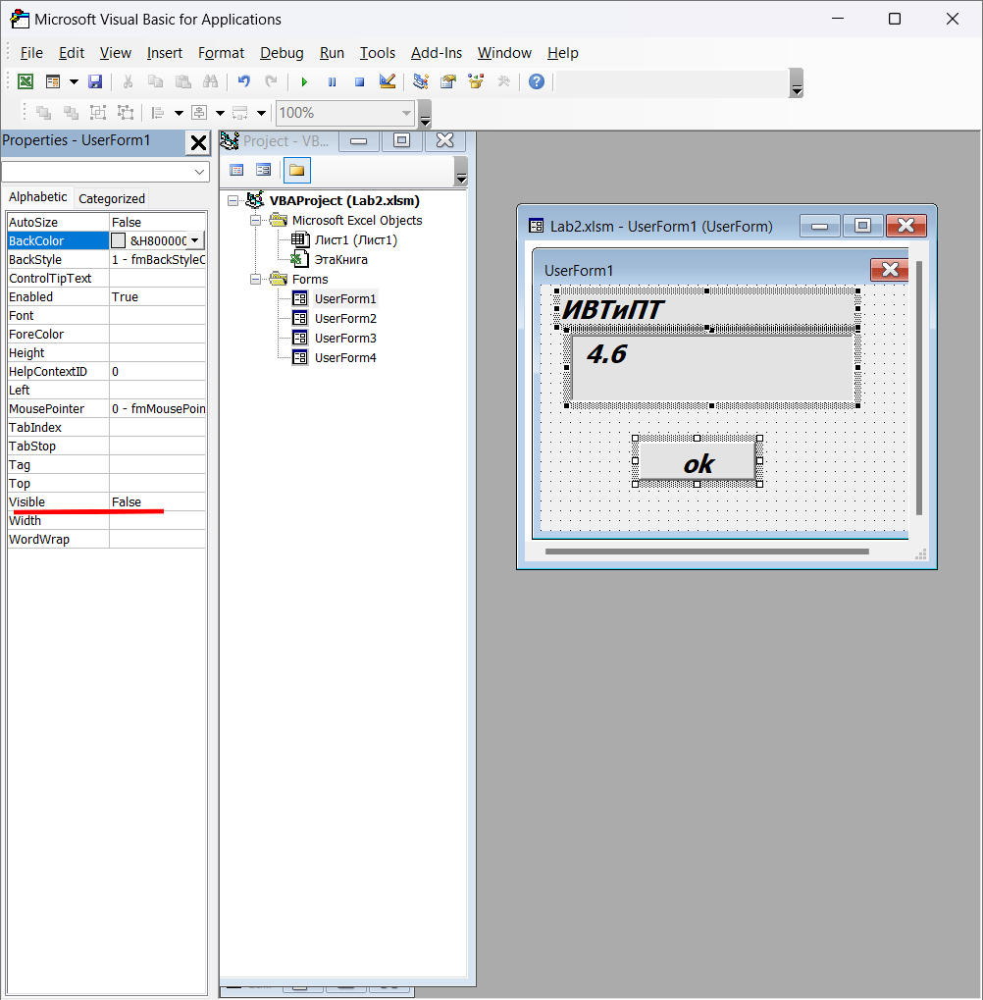 Microsoft Visual Basic for Applications
File Edit View Insert Format Debug Run Tools Add-Ins Window Help
100%
Properties - UserForm1
Alphabetic Categorized
AutoSize False
BackColor &H800000
BackStyle 1 - fmBackStyleO
ControlTipText
Enabled True
Font
ForeColor
Height
HelpContextID 0
Left
MousePointer 0 - fmMousePoin
TabIndex
TabStop
Tag
Top
Visible False
Width
WordWrap
Project - VB...
VBAProject (Lab2.xlsm)
Microsoft Excel Objects
Лист1 (Лист1)
ЭтаКнига
Forms
UserForm1
UserForm2
UserForm3
UserForm4
Lab2.xlsm - UserForm1 (UserForm)
UserForm1
ИВТиПТ
4.6
ok